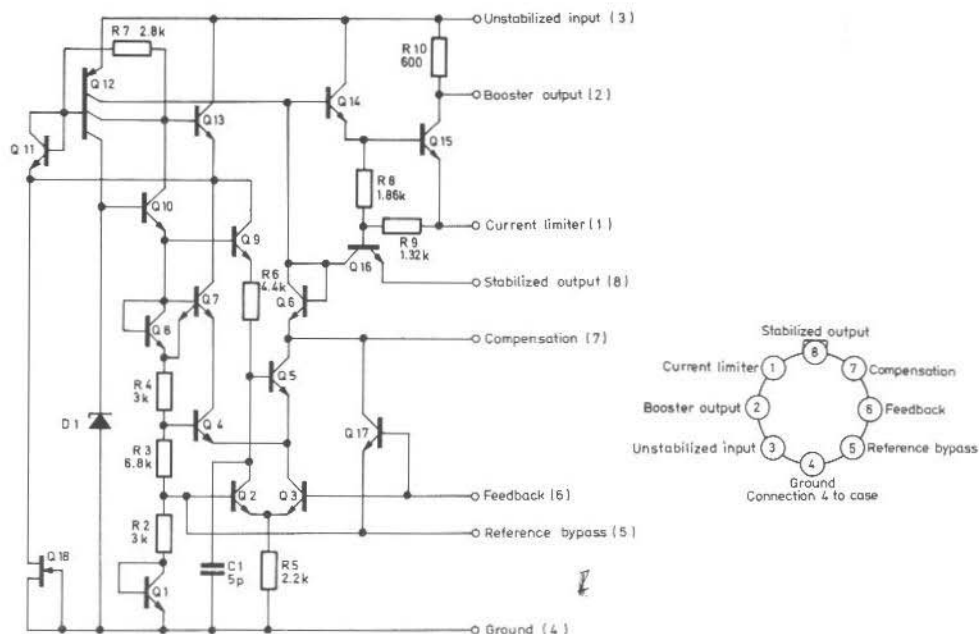 Unstabilized input (3)
R7 2.8k
R10
600
Q12
Booster output (2)
Q14
Q13
Q15
Q11
R8
1.86k
Q10
Current limiter (1)
Q9
R9
1.32k
Q16
R6
4.4k
Stabilized output (8)
Q7
Q6
Q8
Compensation (7)
Stabilized output
8
Current limiter
1
7
Compensation
Q5
R4
3k
Booster output
2
6
Feedback
D1
Q4
Q17
R3
6.8k
Unstabilized input
3
5
Reference bypass
4
Ground
Connection 4 to case
Q2
Q3
Feedback (6)
R2
3k
Reference bypass (5)
Q18
C1
5p
R5
2.2k
Q1
Ground (4)